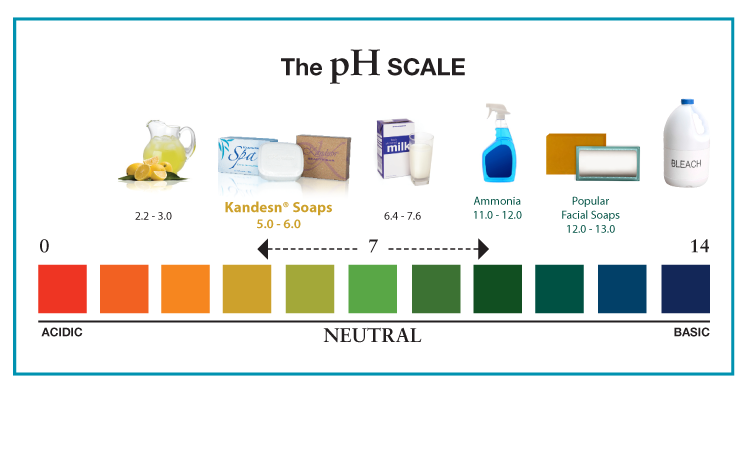 The pH SCALE
Spa
milk
BLEACH
2.2 - 3.0
Kandesn® Soaps
5.0 - 6.0
6.4 - 7.6
Ammonia
11.0 - 12.0
Popular
Facial Soaps
12.0 - 13.0
0
7
14
ACIDIC
NEUTRAL
BASIC